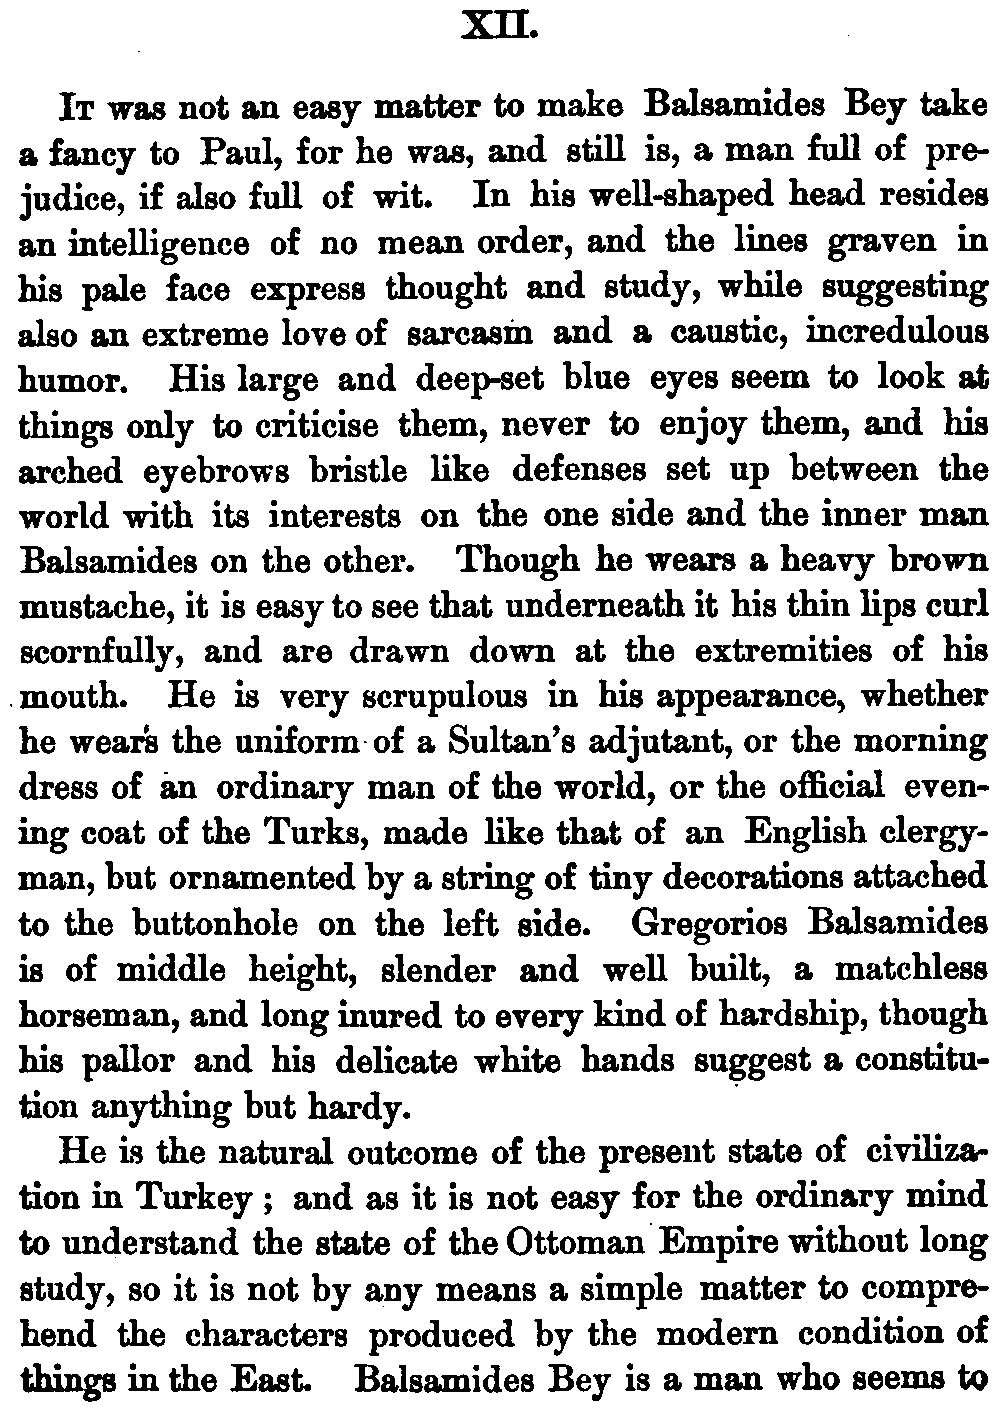 XII.
It was not an easy matter to make Balsamides Bey take
a fancy to Paul, for he was, and still is, a man full of pre-
judice, if also full of wit. In his well-shaped head resides
an intelligence of no mean order, and the lines graven in
his pale face express thought and study, while suggesting
also an extreme love of sarcasm and a caustic, incredulous
humor. His large and deep-set blue eyes seem to look at
things only to criticise them, never to enjoy them, and his
arched eyebrows bristle like defenses set up between the
world with its interests on the one side and the inner man
Balsamides on the other. Though he wears a heavy brown
mustache, it is easy to see that underneath it his thin lips curl
scornfully, and are drawn down at the extremities of his
mouth. He is very scrupulous in his appearance, whether
he wears the uniform of a Sultan's adjutant, or the morning
dress of an ordinary man of the world, or the official even-
ing coat of the Turks, made like that of an English clergy-
man, but ornamented by a string of tiny decorations attached
to the buttonhole on the left side. Gregorios Balsamides
is of middle height, slender and well built, a matchless
horseman, and long inured to every kind of hardship, though
his pallor and his delicate white hands suggest a constitu-
tion anything but hardy.
He is the natural outcome of the present state of civiliza-
tion in Turkey ; and as it is not easy for the ordinary mind
to understand the state of the Ottoman Empire without long
study, so it is not by any means a simple matter to compre-
hend the characters produced by the modern condition of
things in the East. Balsamides Bey is a man who seems to